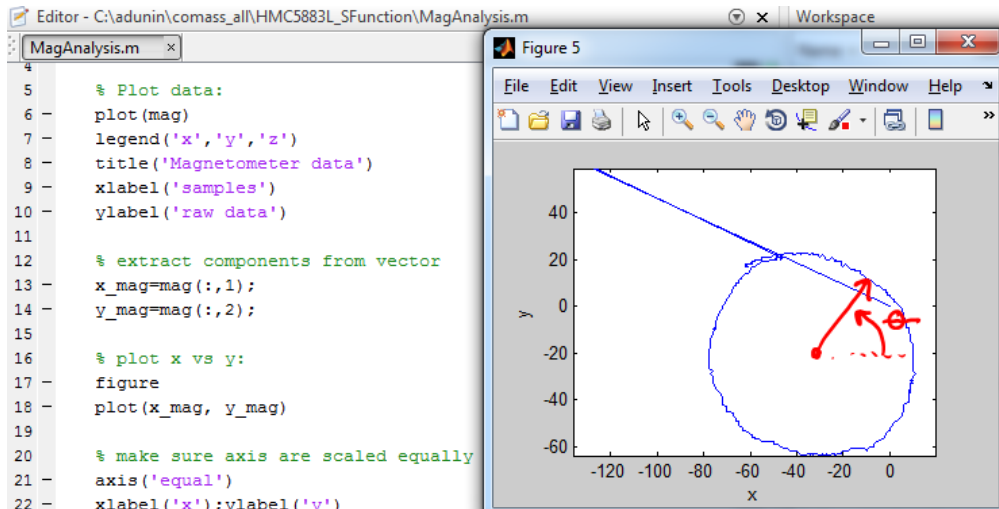 Editor - C:\adunin\comass_all\HMC5883L_SFunction\MagAnalysis.m
Workspace
MagAnalysis.m ×
4
5 % Plot data:
6 – plot(mag)
7 – legend('x','y','z')
8 – title('Magnetometer data')
9 – xlabel('samples')
10 – ylabel('raw data')
11
12 % extract components from vector
13 – x_mag=mag(:,1);
14 – y_mag=mag(:,2);
15
16 % plot x vs y:
17 – figure
18 – plot(x_mag, y_mag)
19
20 % make sure axis are scaled equally
21 – axis('equal')
22 – xlabel('x');ylabel('y')
Figure 5
File Edit View Insert Tools Desktop Window Help
40
20
0
-20
-40
-60
y
θ
-120 -100 -80 -60 -40 -20 0
x